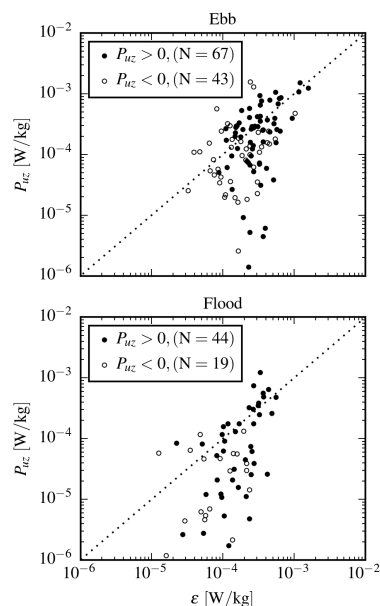 Ebb
10⁻²
P_uz > 0, (N = 67)
P_uz < 0, (N = 43)
10⁻³
10⁻⁴
10⁻⁵
10⁻⁶
P_uz [W/kg]
Flood
10⁻²
P_uz > 0, (N = 44)
P_uz < 0, (N = 19)
10⁻³
10⁻⁴
10⁻⁵
10⁻⁶
P_uz [W/kg]
10⁻⁶ 10⁻⁵ 10⁻⁴ 10⁻³ 10⁻²
ε [W/kg]